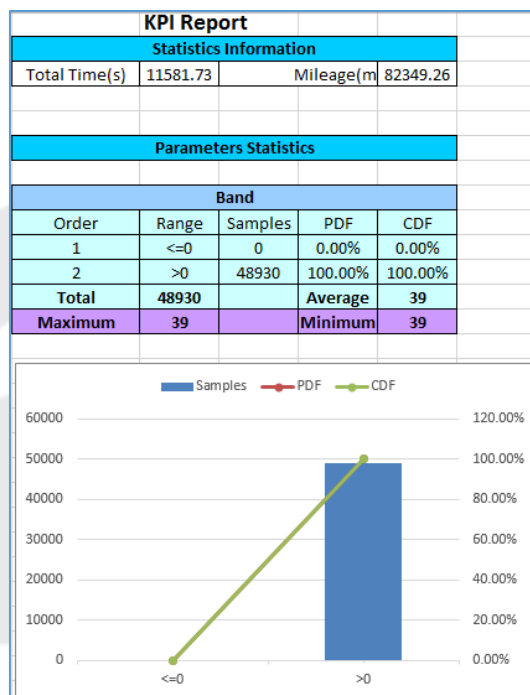 KPI Report
Statistics Information
Total Time(s) 11581.73 Mileage(m 82349.26
Parameters Statistics
Band
Order Range Samples PDF CDF
1 <=0 0 0.00% 0.00%
2 >0 48930 100.00% 100.00%
Total 48930 Average 39
Maximum 39 Minimum 39
Samples PDF CDF
60000 120.00%
50000 100.00%
40000 80.00%
30000 60.00%
20000 40.00%
10000 20.00%
0 0.00%
<=0 >0